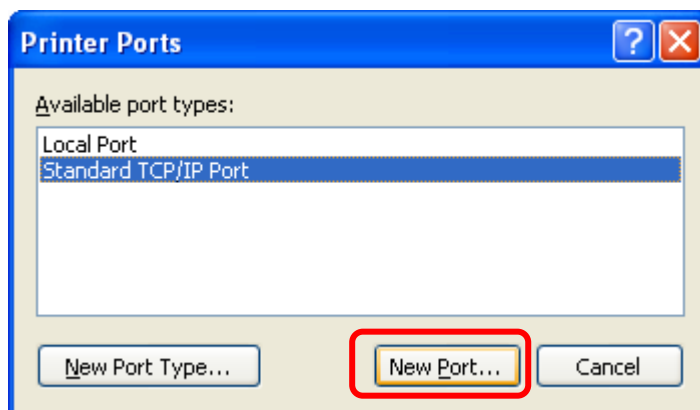 Printer Ports
?
Available port types:
Local Port
Standard TCP/IP Port
New Port Type...
New Port...
Cancel